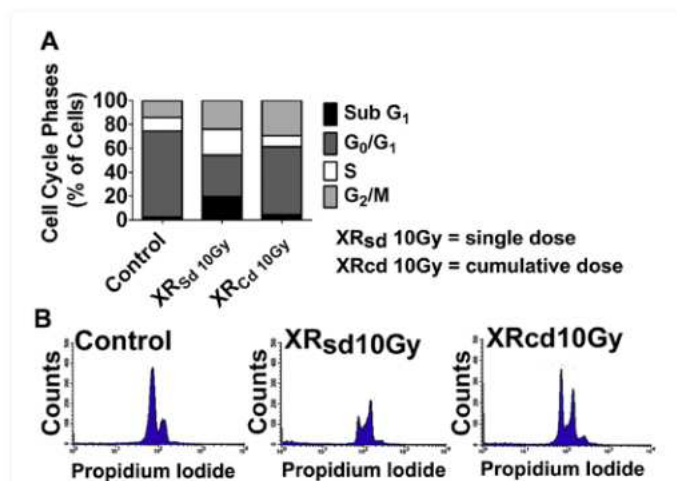 A
Cell Cycle Phases
(% of Cells)
100
80
60
40
20
0
Control
XRSd 10Gy
XRCd 10Gy
Sub G1
G0/G1
S
G2/M
XRsd 10Gy = single dose
XRcd 10Gy = cumulative dose
B
Control
Counts
Propidium Iodide
XRsd10Gy
Counts
Propidium Iodide
XRcd10Gy
Counts
Propidium Iodide